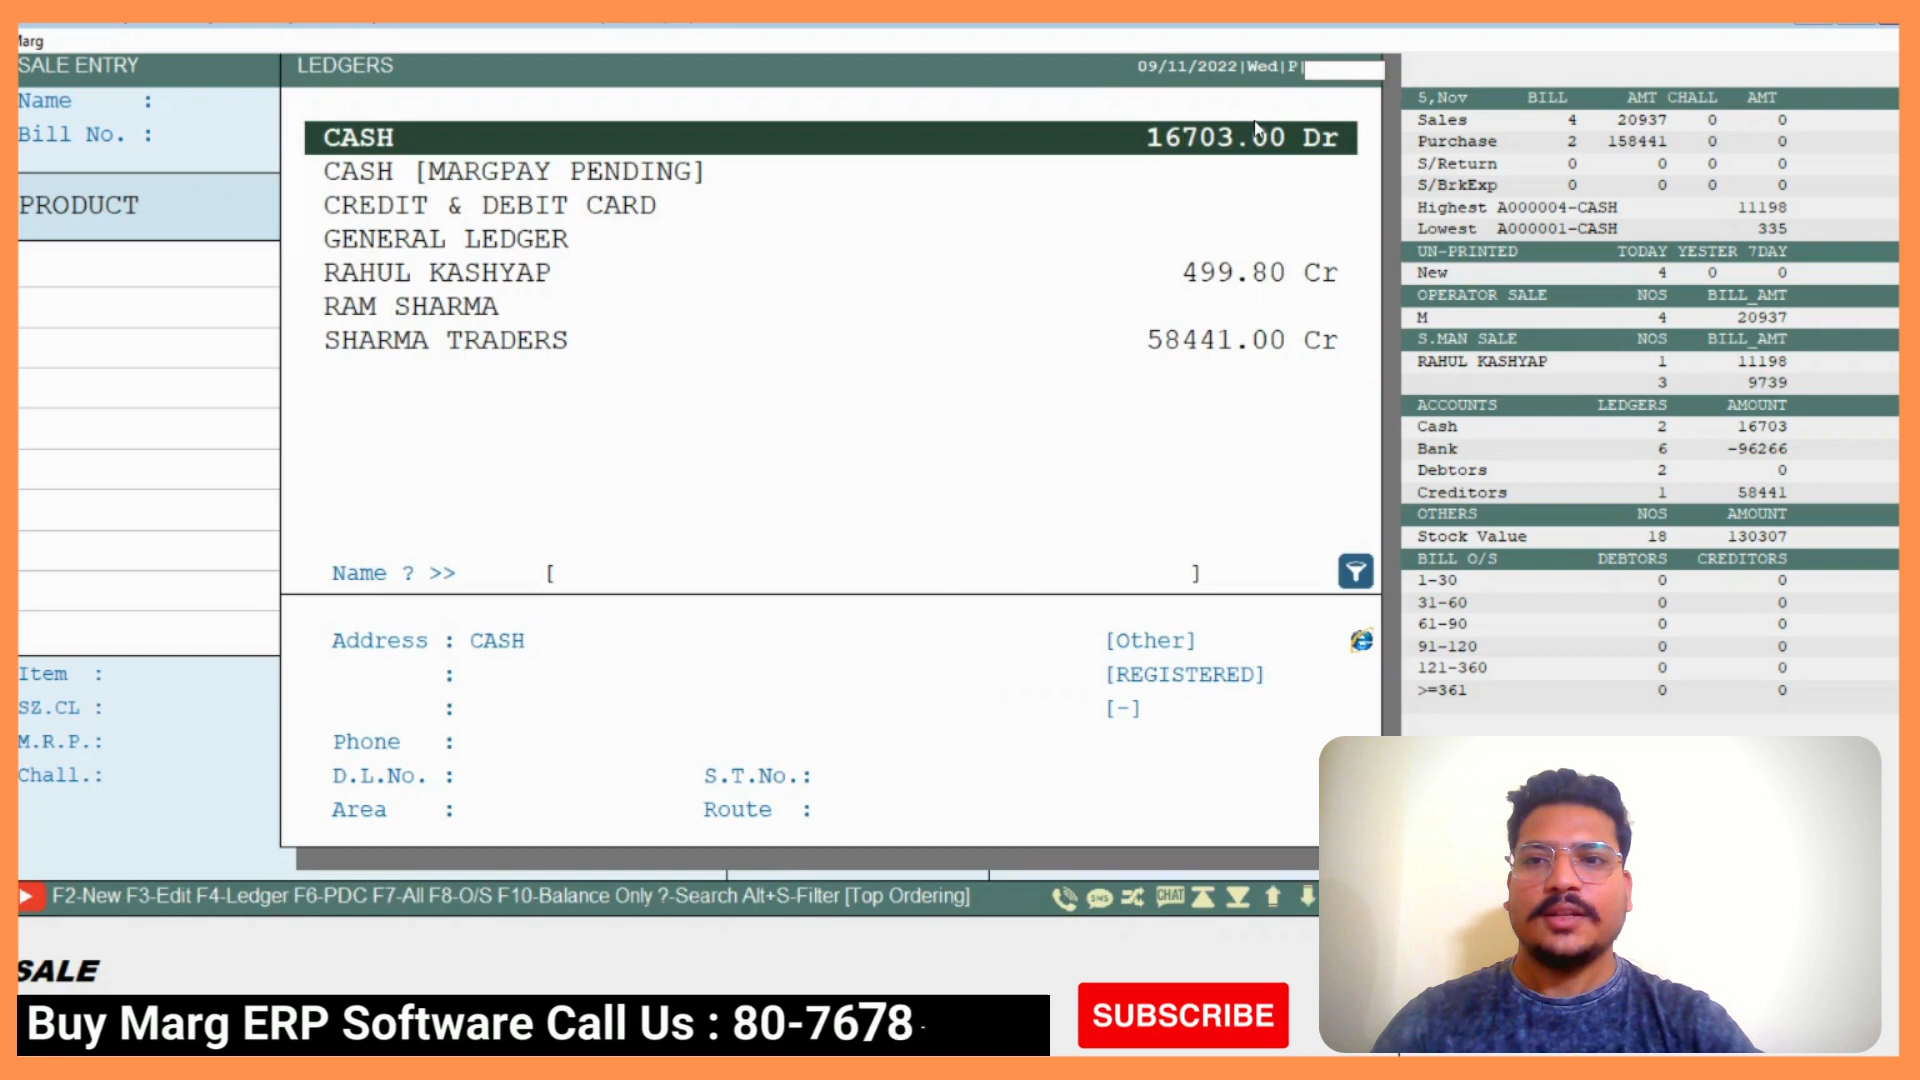 Marg
SALE ENTRY
Name :
Bill No. :
PRODUCT
Item :
SZ.CL :
M.R.P.:
Chall.:
LEDGERS 09/11/2022|Wed|P|
CASH 16703.00 Dr
CASH [MARGPAY PENDING]
CREDIT & DEBIT CARD
GENERAL LEDGER
RAHUL KASHYAP 499.80 Cr
RAM SHARMA
SHARMA TRADERS 58441.00 Cr
Name ? >> [ ]
Address : CASH [Other]
: [REGISTERED]
: [-]
Phone :
D.L.No. : S.T.No.:
Area : Route :
F2-New F3-Edit F4-Ledger F6-PDC F7-All F8-O/S F10-Balance Only ?-Search Alt+S-Filter [Top Ordering]
SMS
CHAT
5,Nov BILL AMT CHALL AMT
Sales 4 20937 0 0
Purchase 2 158441 0 0
S/Return 0 0 0 0
S/BrkExp 0 0 0 0
Highest A000004-CASH 11198
Lowest A000001-CASH 335
UN-PRINTED TODAY YESTER 7DAY
New 4 0 0
OPERATOR SALE NOS BILL_AMT
M 4 20937
S.MAN SALE NOS BILL_AMT
RAHUL KASHYAP 1 11198
3 9739
ACCOUNTS LEDGERS AMOUNT
Cash 2 16703
Bank 6 -96266
Debtors 2 0
Creditors 1 58441
OTHERS NOS AMOUNT
Stock Value 18 130307
BILL O/S DEBTORS CREDITORS
1-30 0 0
31-60 0 0
61-90 0 0
91-120 0 0
121-360 0 0
>=361 0 0
SALE
Buy Marg ERP Software Call Us : 80-7678
SUBSCRIBE